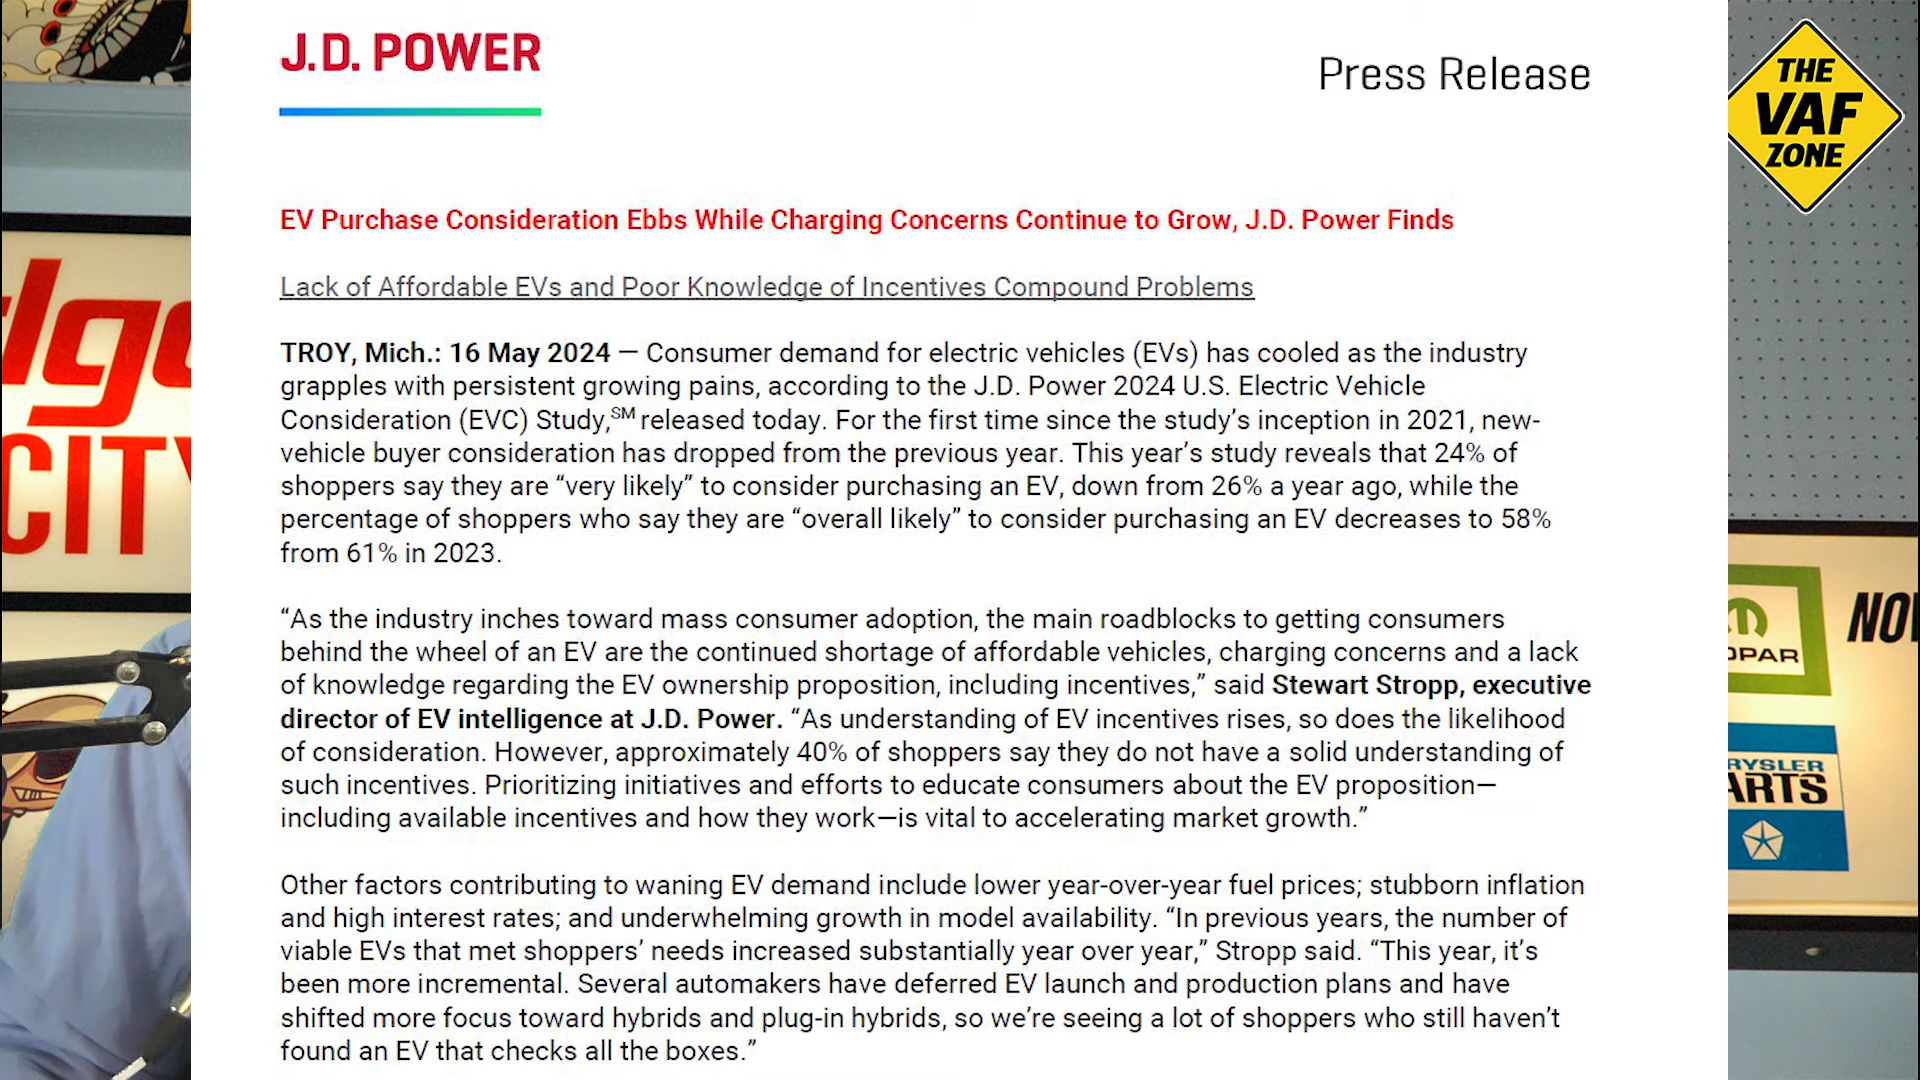 J.D. POWER
Press Release
THE
VAF
ZONE
EV Purchase Consideration Ebbs While Charging Concerns Continue to Grow, J.D. Power Finds
Lack of Affordable EVs and Poor Knowledge of Incentives Compound Problems
TROY, Mich.: 16 May 2024 — Consumer demand for electric vehicles (EVs) has cooled as the industry
grapples with persistent growing pains, according to the J.D. Power 2024 U.S. Electric Vehicle
Consideration (EVC) Study,℠ released today. For the first time since the study’s inception in 2021, new-
vehicle buyer consideration has dropped from the previous year. This year’s study reveals that 24% of
shoppers say they are “very likely” to consider purchasing an EV, down from 26% a year ago, while the
percentage of shoppers who say they are “overall likely” to consider purchasing an EV decreases to 58%
from 61% in 2023.
“As the industry inches toward mass consumer adoption, the main roadblocks to getting consumers
behind the wheel of an EV are the continued shortage of affordable vehicles, charging concerns and a lack
of knowledge regarding the EV ownership proposition, including incentives,” said Stewart Stropp, executive
director of EV intelligence at J.D. Power. “As understanding of EV incentives rises, so does the likelihood
of consideration. However, approximately 40% of shoppers say they do not have a solid understanding of
such incentives. Prioritizing initiatives and efforts to educate consumers about the EV proposition—
including available incentives and how they work—is vital to accelerating market growth.”
Other factors contributing to waning EV demand include lower year-over-year fuel prices; stubborn inflation
and high interest rates; and underwhelming growth in model availability. “In previous years, the number of
viable EVs that met shoppers’ needs increased substantially year over year,” Stropp said. “This year, it’s
been more incremental. Several automakers have deferred EV launch and production plans and have
shifted more focus toward hybrids and plug-in hybrids, so we’re seeing a lot of shoppers who still haven’t
found an EV that checks all the boxes.”
dge
CITY
OPAR
NO
RYSLER
ARTS